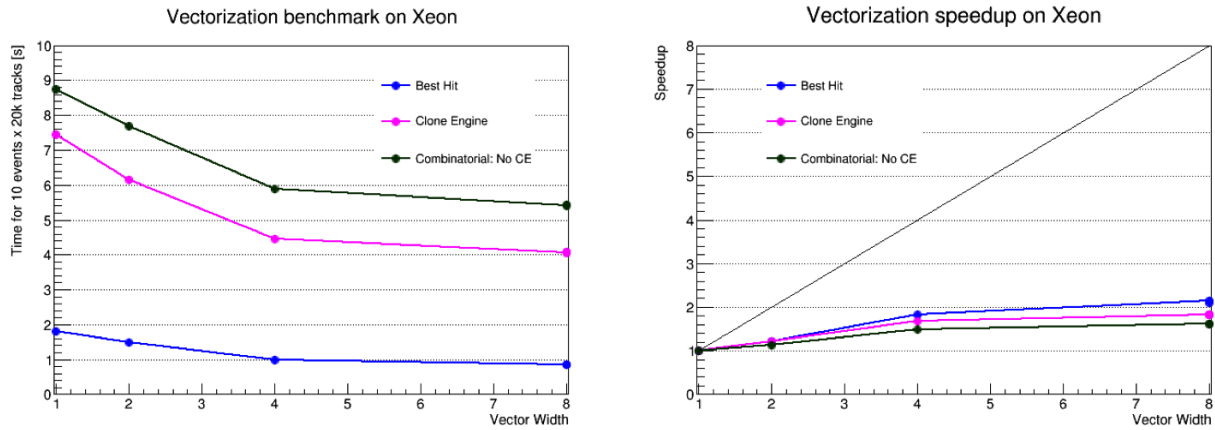 Vectorization benchmark on Xeon
Time for 10 events x 20k tracks [s]
10
9
8
7
6
5
4
3
2
1
0
Best Hit
Clone Engine
Combinatorial: No CE
1 2 3 4 5 6 7 8
Vector Width
Vectorization speedup on Xeon
Speedup
8
7
6
5
4
3
2
1
0
Best Hit
Clone Engine
Combinatorial: No CE
1 2 3 4 5 6 7 8
Vector Width